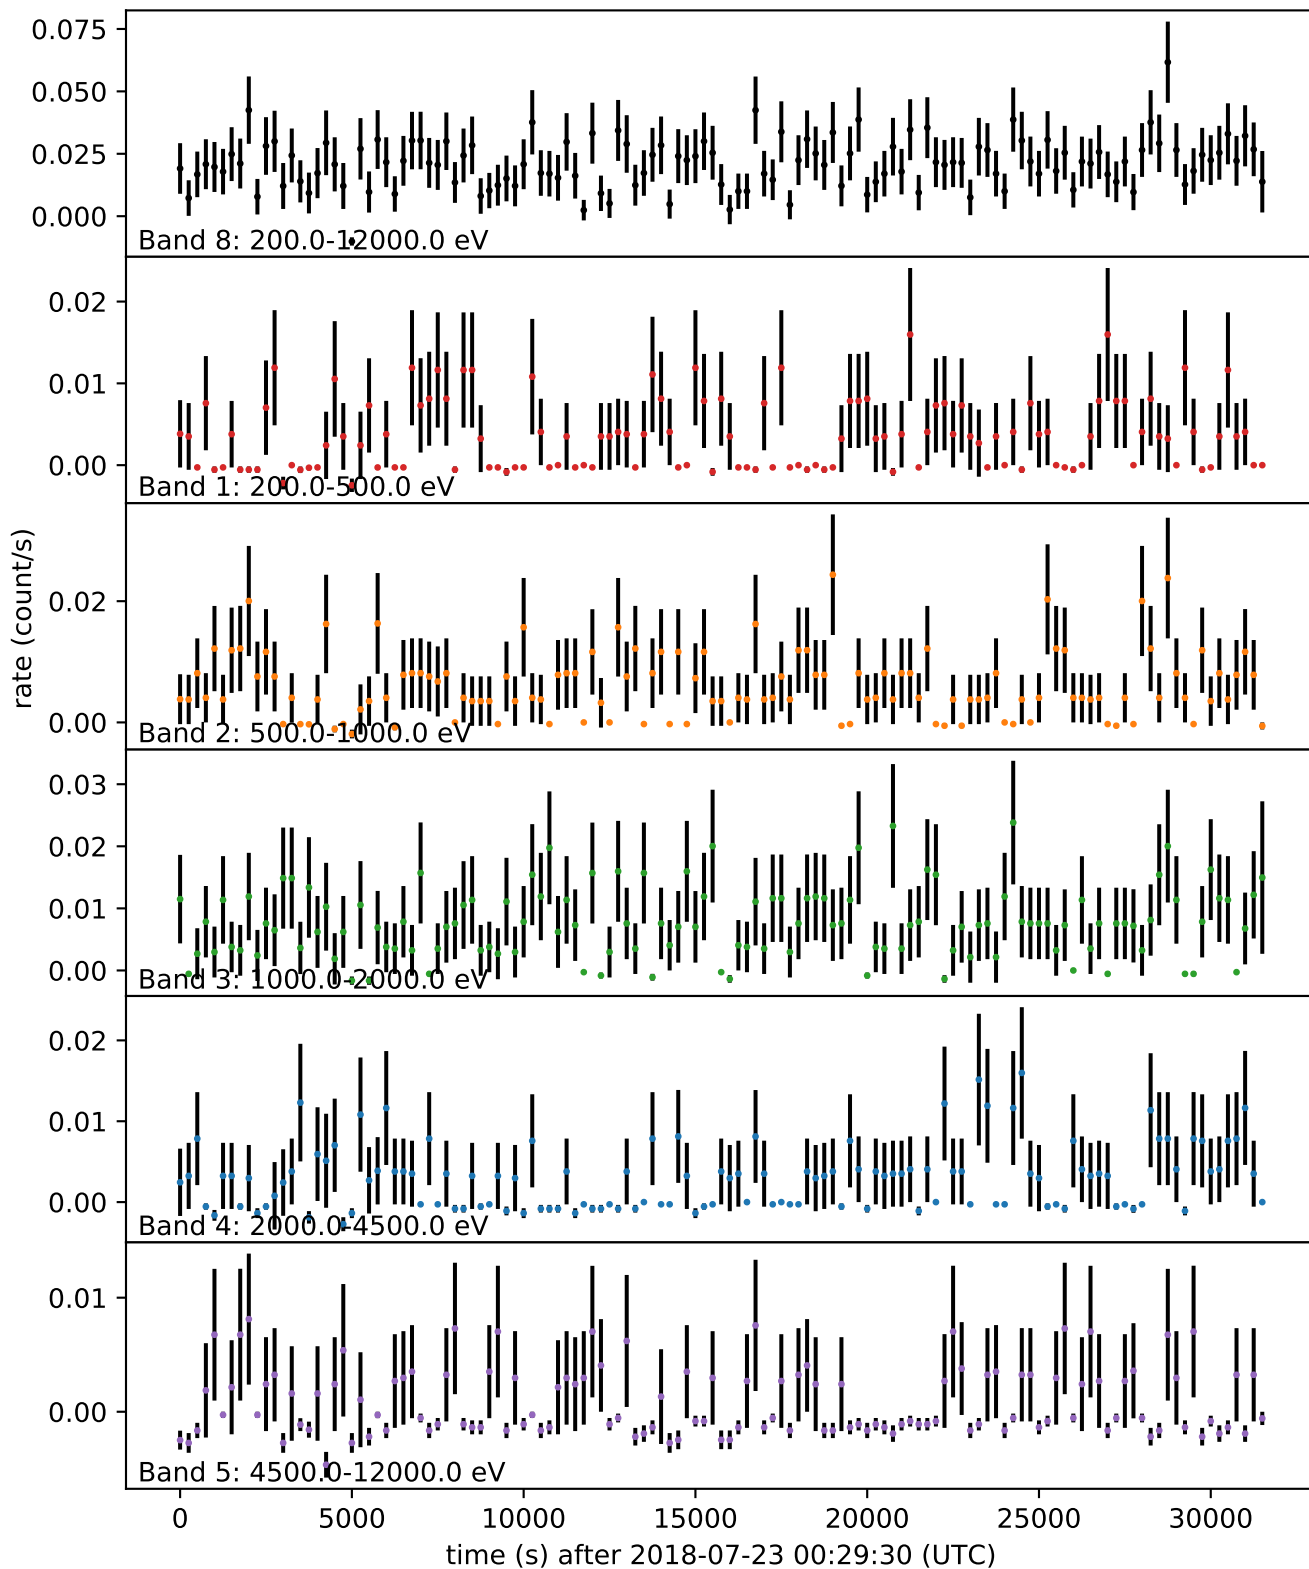 0.075
0.050
0.025
0.000
Band 8: 200.0-12000.0 eV
0.02
0.01
0.00
Band 1: 200.0-500.0 eV
rate (count/s)
0.02
0.00
Band 2: 500.0-1000.0 eV
0.03
0.02
0.01
0.00
Band 3: 1000.0-2000.0 eV
0.02
0.01
0.00
Band 4: 2000.0-4500.0 eV
0.01
0.00
Band 5: 4500.0-12000.0 eV
0 5000 10000 15000 20000 25000 30000
time (s) after 2018-07-23 00:29:30 (UTC)